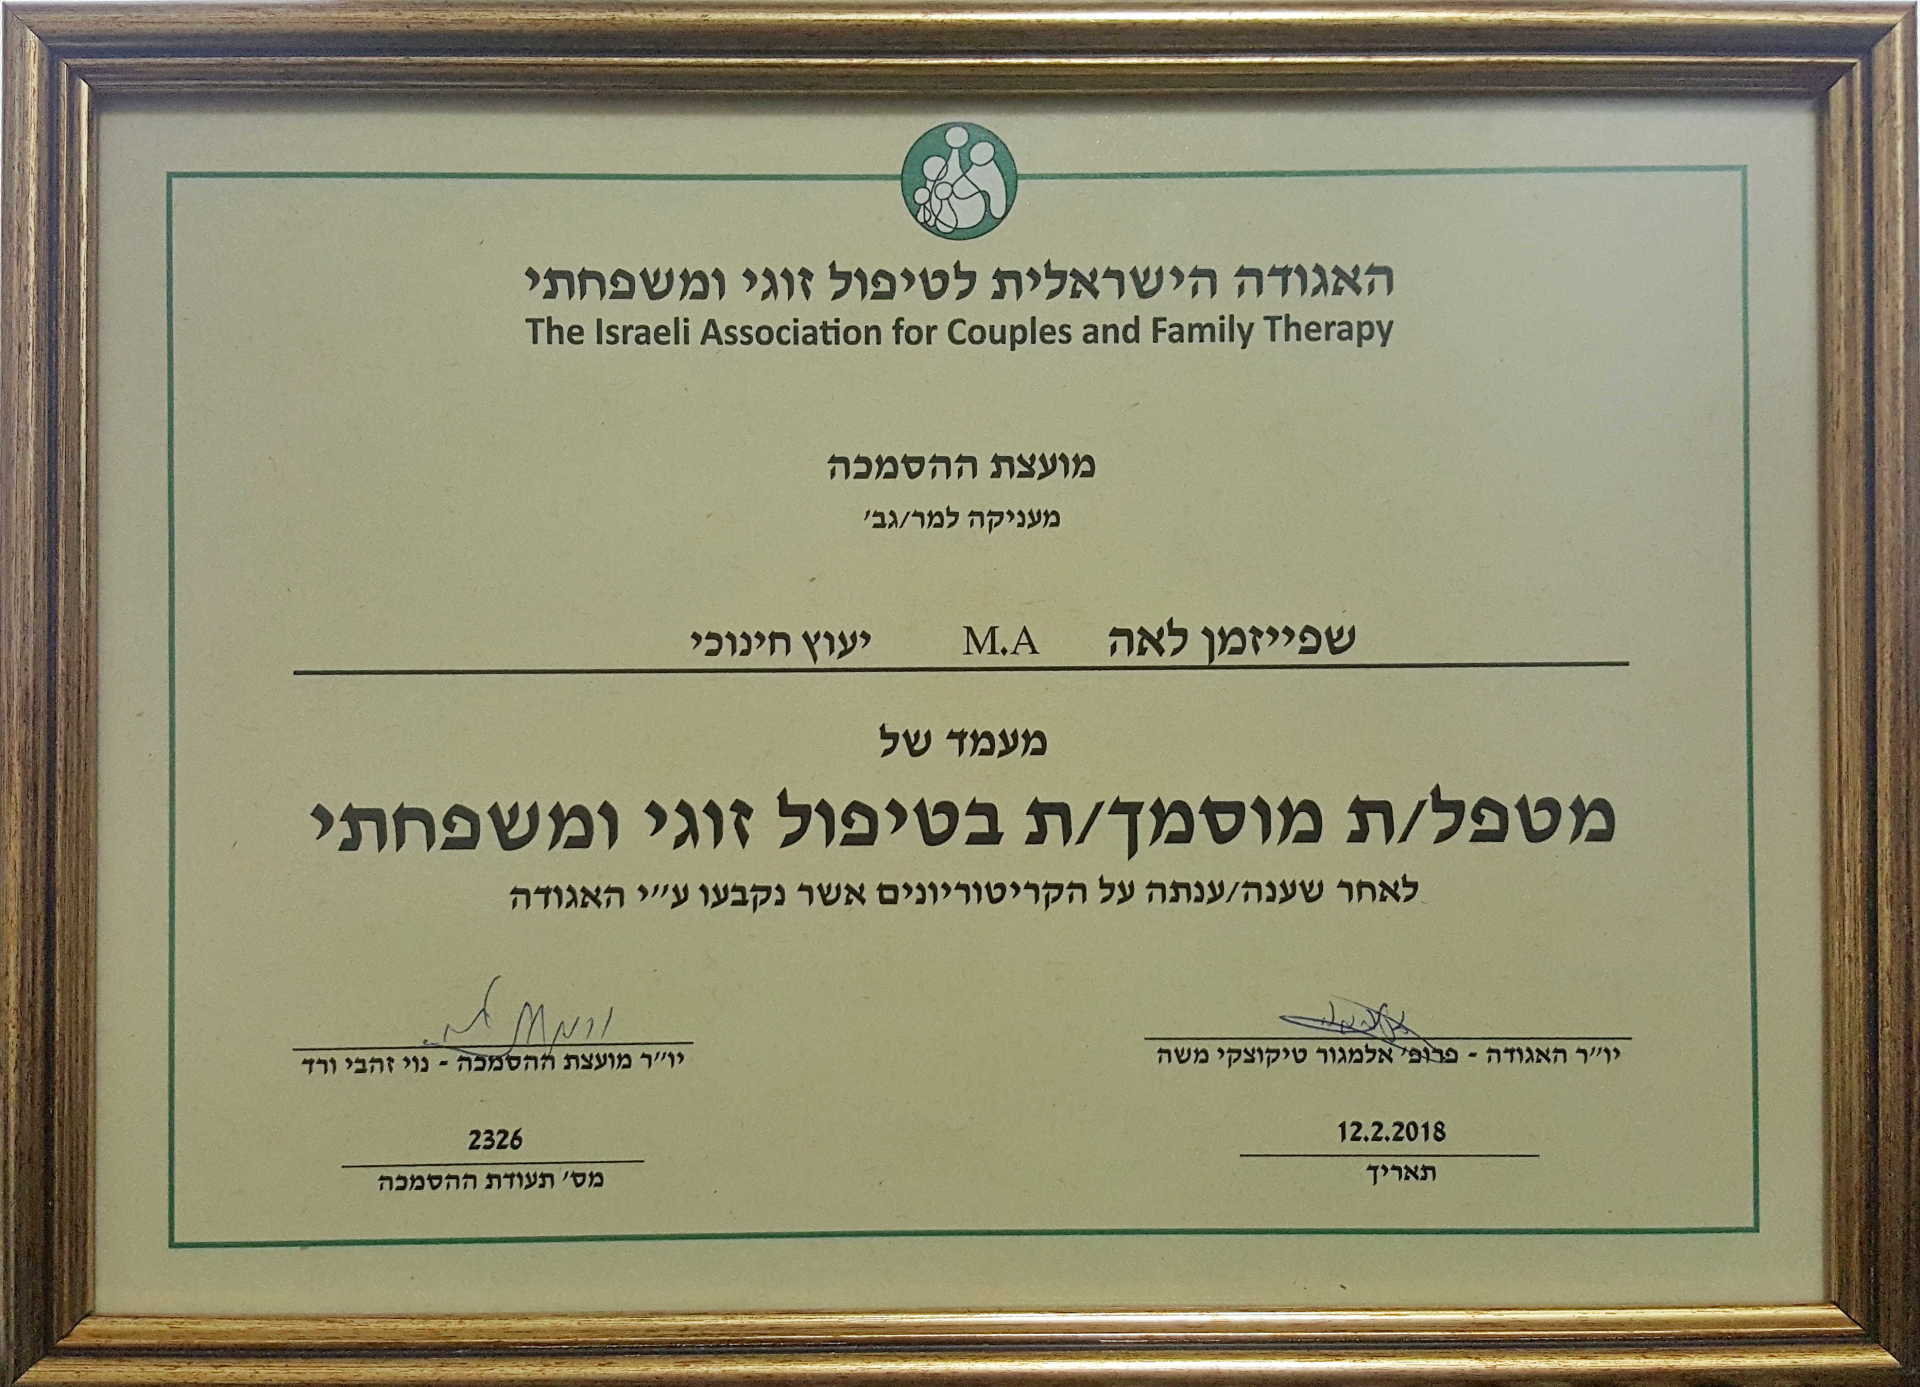 האגודה הישראלית לטיפול זוגי ומשפחתי
The Israeli Association for Couples and Family Therapy
מועצת ההסמכה
מעניקה למר/גב'
שפייזמן לאה M.A יעוץ חינוכי
מעמד של
מטפל/ת מוסמך/ת בטיפול זוגי ומשפחתי
לאחר שענה/ענתה על הקריטוריונים אשר נקבעו ע"י האגודה
יו"ר האגודה - פרופ' אלמגור טיקוצקי משה
יו"ר מועצת ההסמכה - נוי זהבי ורד
12.2.2018
תאריך
2326
מס' תעודת ההסמכה